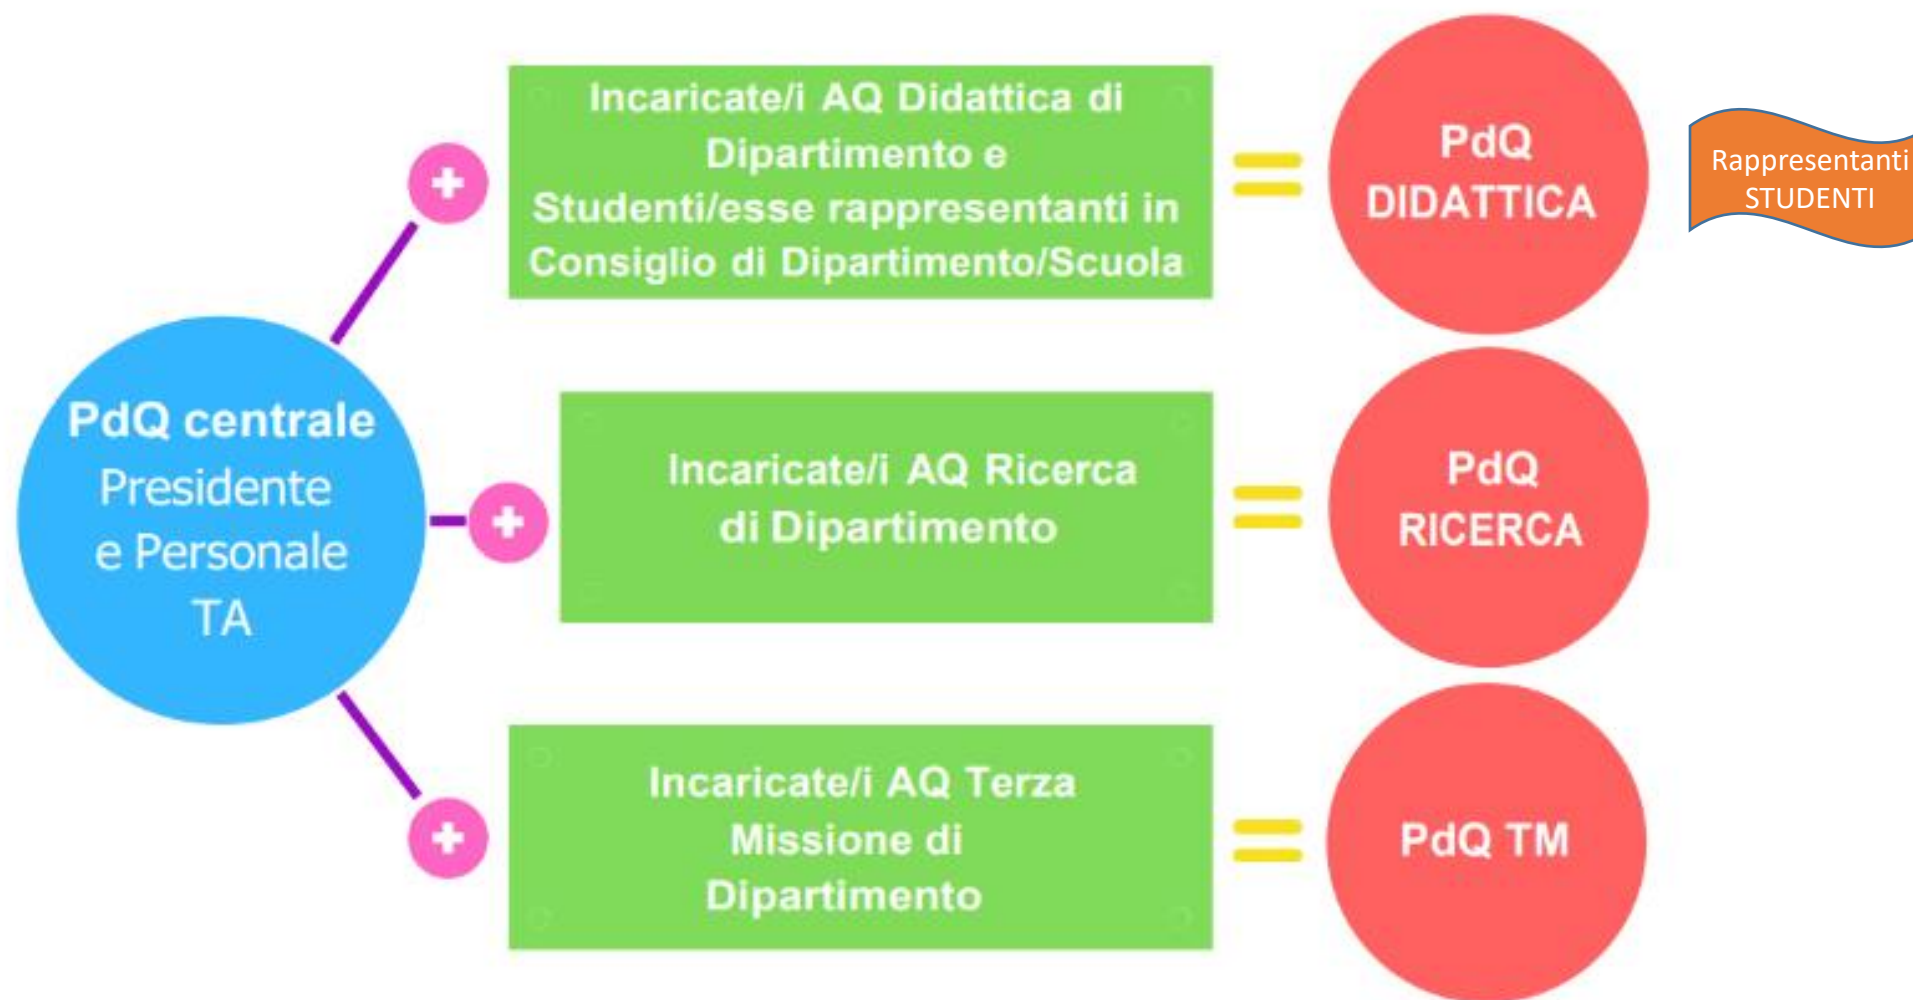 PdQ centrale
Presidente
e Personale
TA
+
Incaricate/i AQ Didattica di
Dipartimento e
Studenti/esse rappresentanti in
Consiglio di Dipartimento/Scuola
=
PdQ
DIDATTICA
Rappresentanti
STUDENTI
+
Incaricate/i AQ Ricerca
di Dipartimento
=
PdQ
RICERCA
+
Incaricate/i AQ Terza
Missione di
Dipartimento
=
PdQ TM